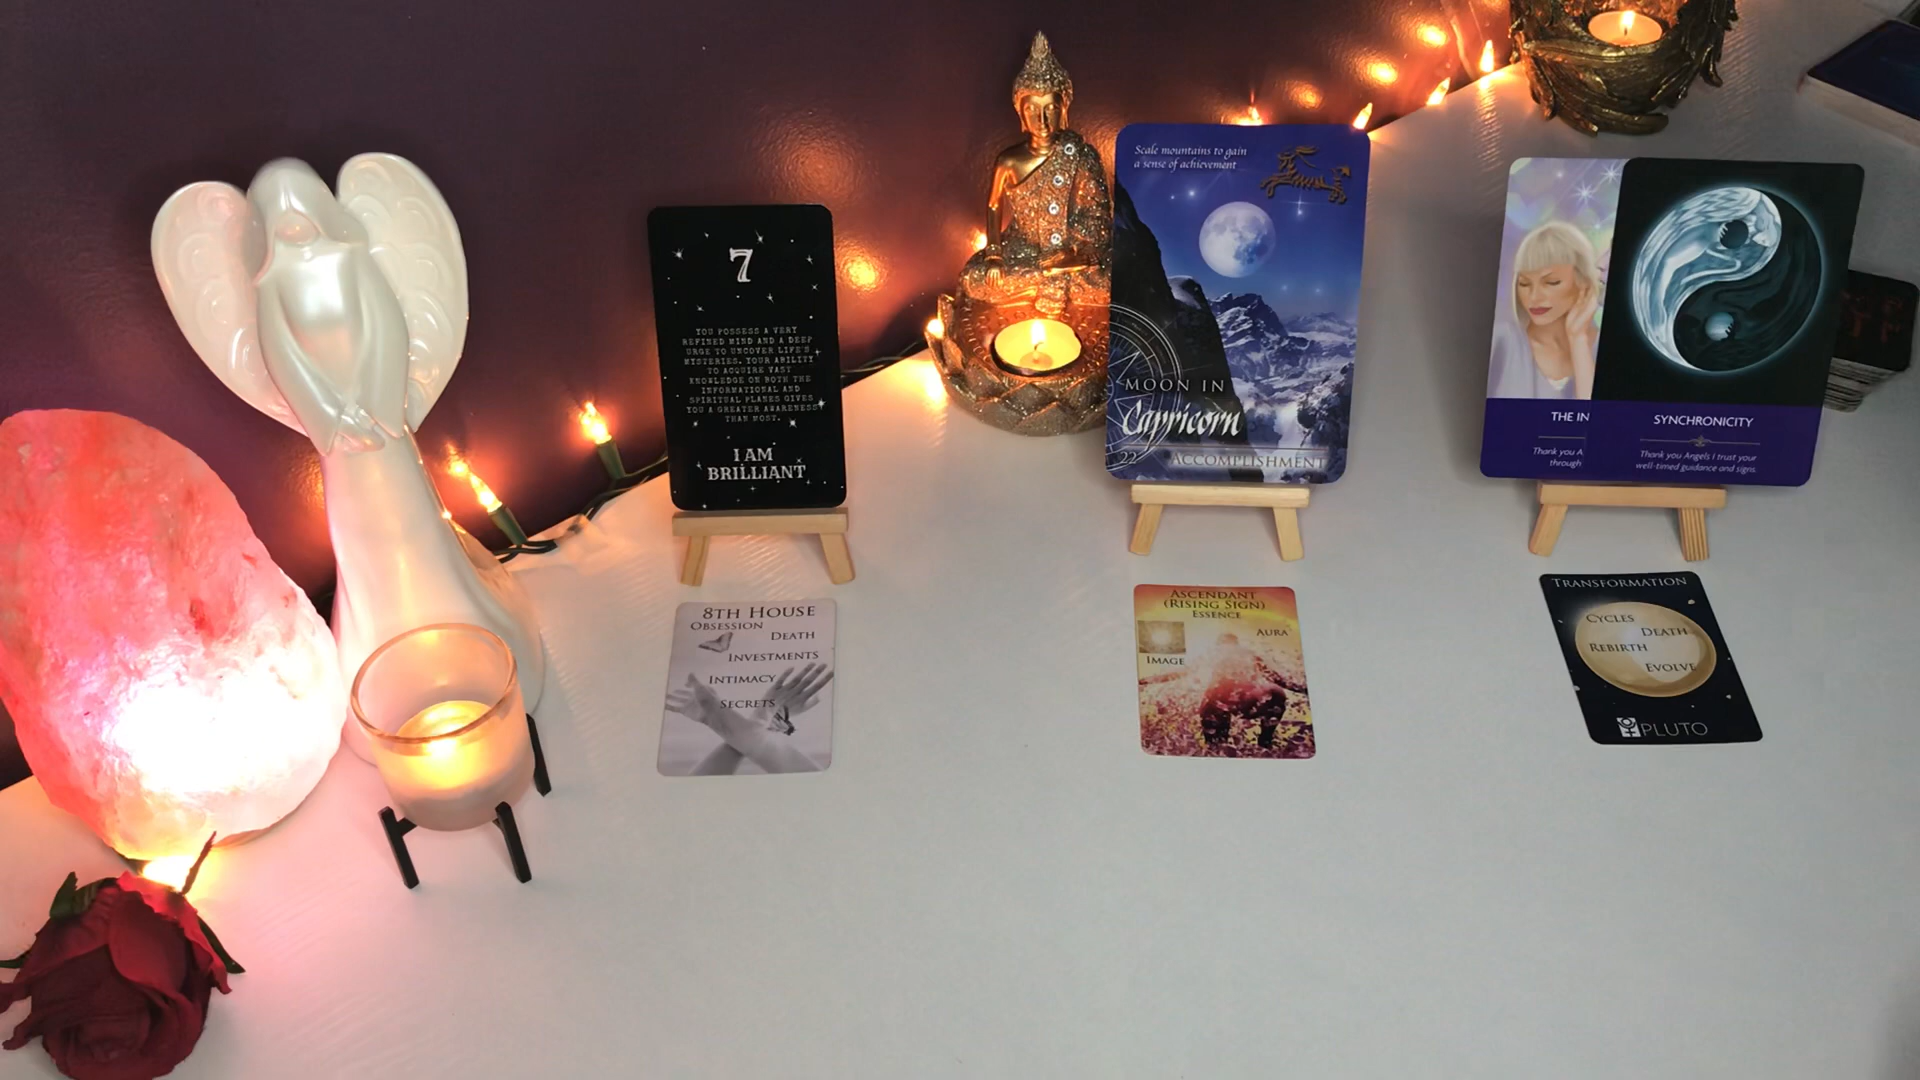 7
YOU POSSESS A VERY
REFINED MIND AND A DEEP
URGE TO UNCOVER LIFE'S
MYSTERIES. YOUR ABILITY
TO ACQUIRE VAST
KNOWLEDGE ON BOTH THE
INFORMATIONAL AND
SPIRITUAL PLANES GIVES
YOU A GREATER AWARENESS
THAN MOST.
I AM
BRILLIANT
Scale mountains to gain
a sense of achievement
MOON IN
Capricorn
22 ACCOMPLISHMENT
THE IN
Thank you A
through
SYNCHRONICITY
Thank you Angels I trust your
well-timed guidance and signs.
8TH HOUSE
OBSESSION
DEATH
INVESTMENTS
INTIMACY
SECRETS
ASCENDANT
(RISING SIGN)
ESSENCE
AURA
IMAGE
TRANSFORMATION
CYCLES
DEATH
REBIRTH
EVOLVE
PLUTO